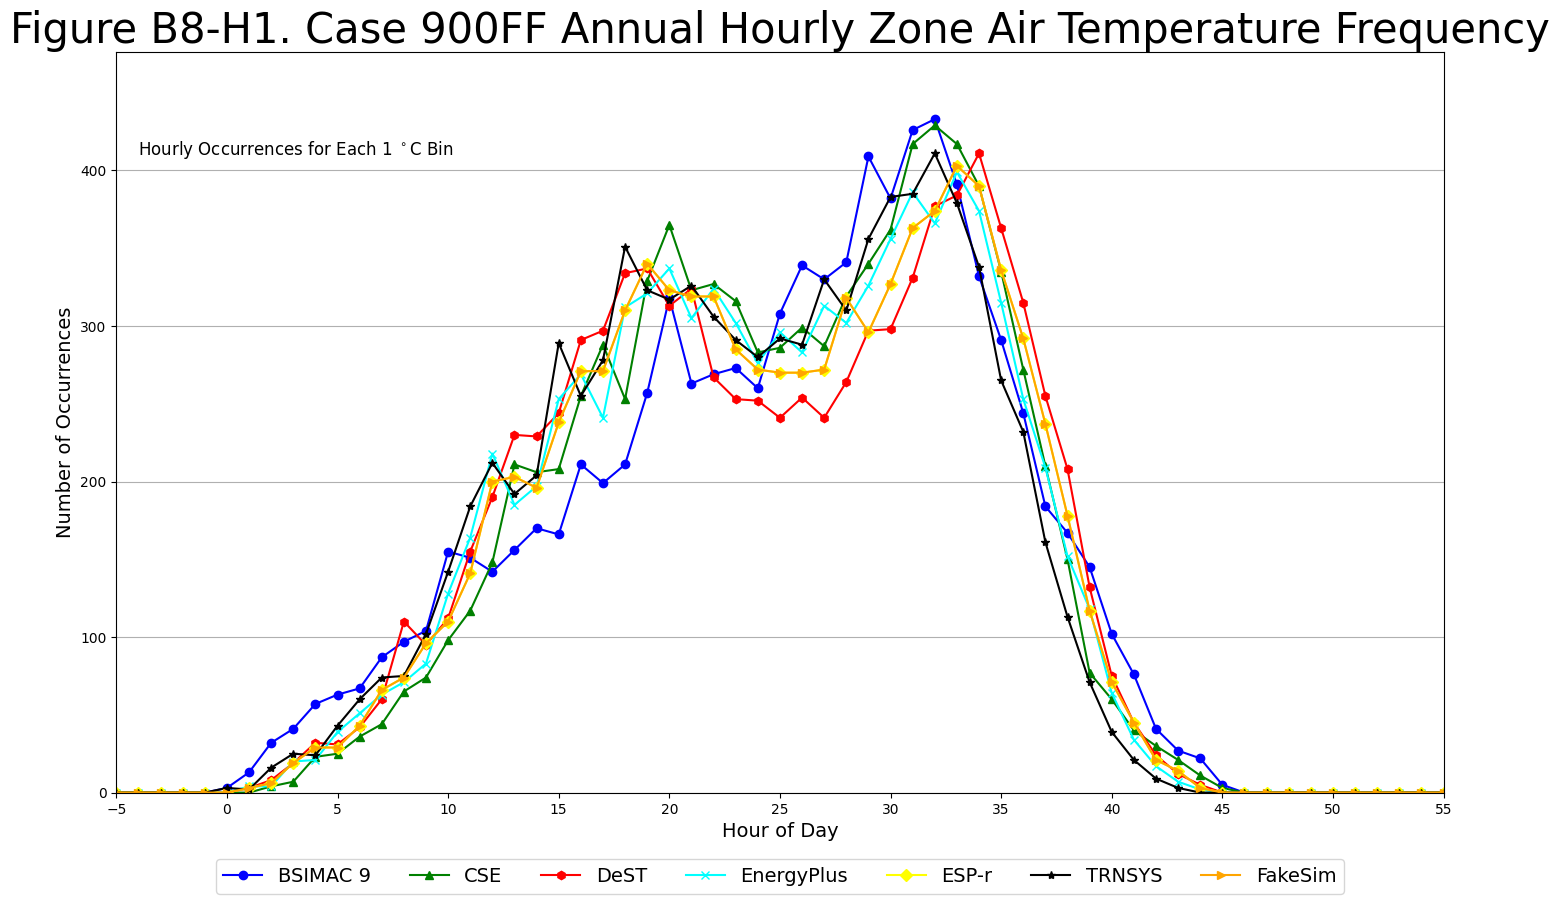 Figure B8-H1. Case 900FF Annual Hourly Zone Air Temperature Frequency
Hourly Occurrences for Each 1 °C Bin
Number of Occurrences
400
300
200
100
0
−5 0 5 10 15 20 25 30 35 40 45 50 55
Hour of Day
BSIMAC 9 CSE DeST EnergyPlus ESP-r TRNSYS FakeSim